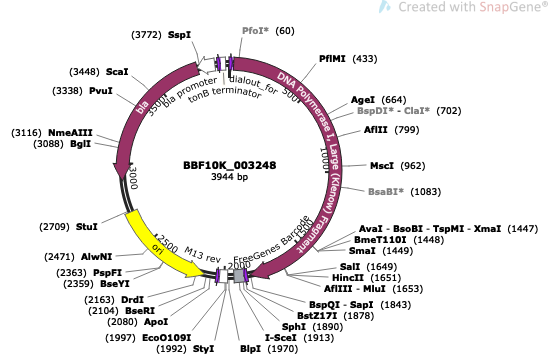 Created with SnapGene®
PfoI* (60)
PflMI (433)
AgeI (664)
BspDI* - ClaI* (702)
AflII (799)
MscI (962)
BsaBI* (1083)
AvaI - BsoBI - TspMI - XmaI (1447)
BmeT110I (1448)
SmaI (1449)
SalI (1649)
HincII (1651)
AflIII - MluI (1653)
BspQI - SapI (1843)
BstZ17I (1878)
SphI (1890)
I-SceI (1913)
BlpI (1970)
(1992) StyI
(1997) EcoO109I
(2080) ApoI
(2104) BseRI
(2163) DrdI
(2359) BseYI
(2363) PspFI
(2471) AlwNI
(2709) StuI
(3088) BglI
(3116) NmeAIII
(3338) PvuI
(3448) ScaI
(3772) SspI
DNA Polymerase I, Large (Klenow) Fragment
dialout_for
tonB terminator
bla promoter
bla
ori
M13 rev
FreeGenes Barcode
500
1000
1500
2000
2500
3000
3500
BBF10K_003248
3944 bp